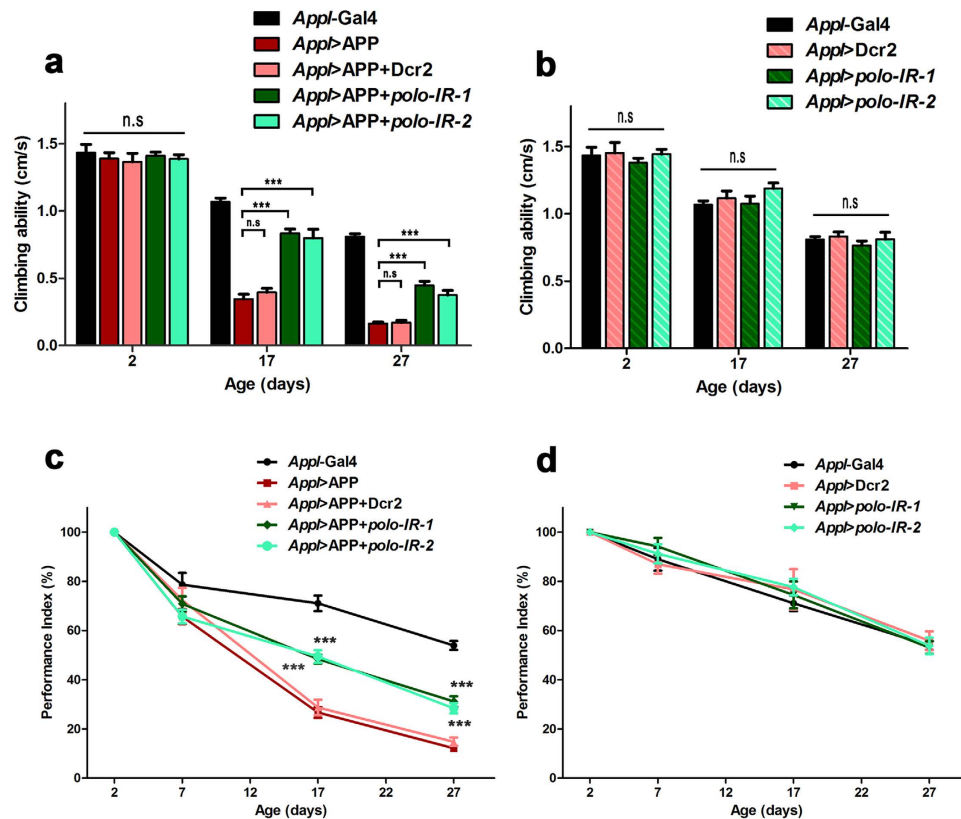 a
Appl-Gal4
Appl>APP
Appl>APP+Dcr2
Appl>APP+polo-IR-1
Appl>APP+polo-IR-2
Climbing ability (cm/s)
1.5
1.0
0.5
0.0
n.s
***
***
n.s
***
***
n.s
2 17 27
Age (days)
b
Appl-Gal4
Appl>Dcr2
Appl>polo-IR-1
Appl>polo-IR-2
Climbing ability (cm/s)
1.5
1.0
0.5
0.0
n.s
n.s
n.s
2 17 27
Age (days)
c
Appl-Gal4
Appl>APP
Appl>APP+Dcr2
Appl>APP+polo-IR-1
Appl>APP+polo-IR-2
Performance Index (%)
100
80
60
40
20
0
***
***
***
***
2 7 12 17 22 27
Age (days)
d
Appl-Gal4
Appl>Dcr2
Appl>polo-IR-1
Appl>polo-IR-2
Performance Index (%)
100
80
60
40
20
0
2 7 12 17 22 27
Age (days)